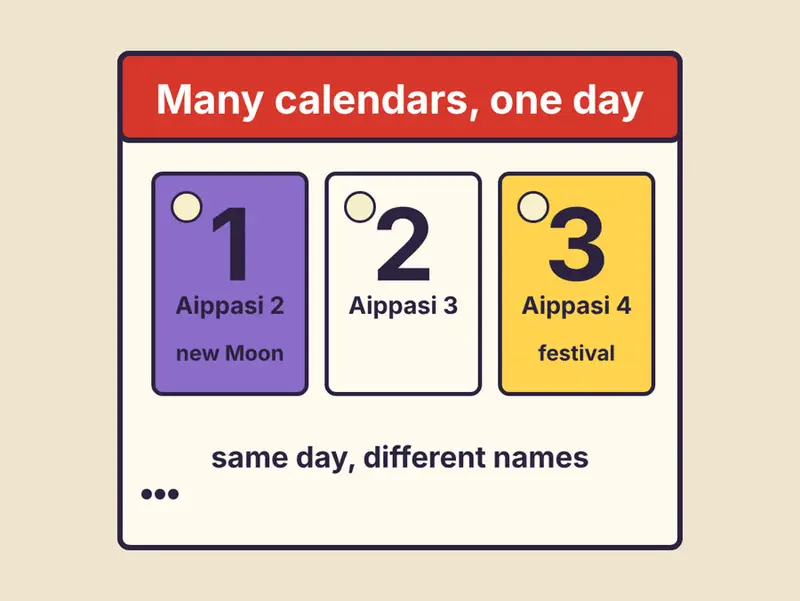 Many calendars, one day
1
Aippasi 2
new Moon
2
Aippasi 3
3
Aippasi 4
festival
same day, different names
•••